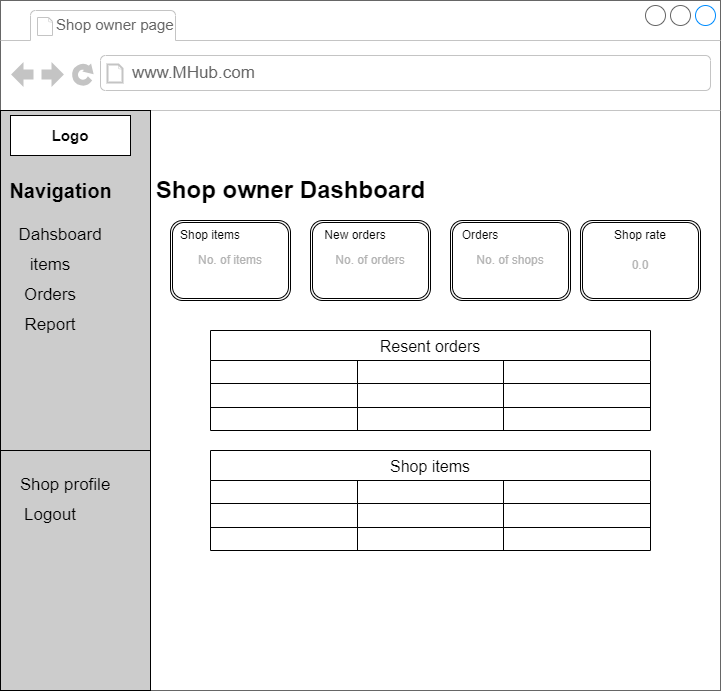 Shop owner page
www.MHub.com
Logo
Navigation
Dahsboard
items
Orders
Report
Shop profile
Logout
Shop owner Dashboard
Shop items
No. of items
New orders
No. of orders
Orders
No. of shops
Shop rate
0.0
Resent orders
Shop items